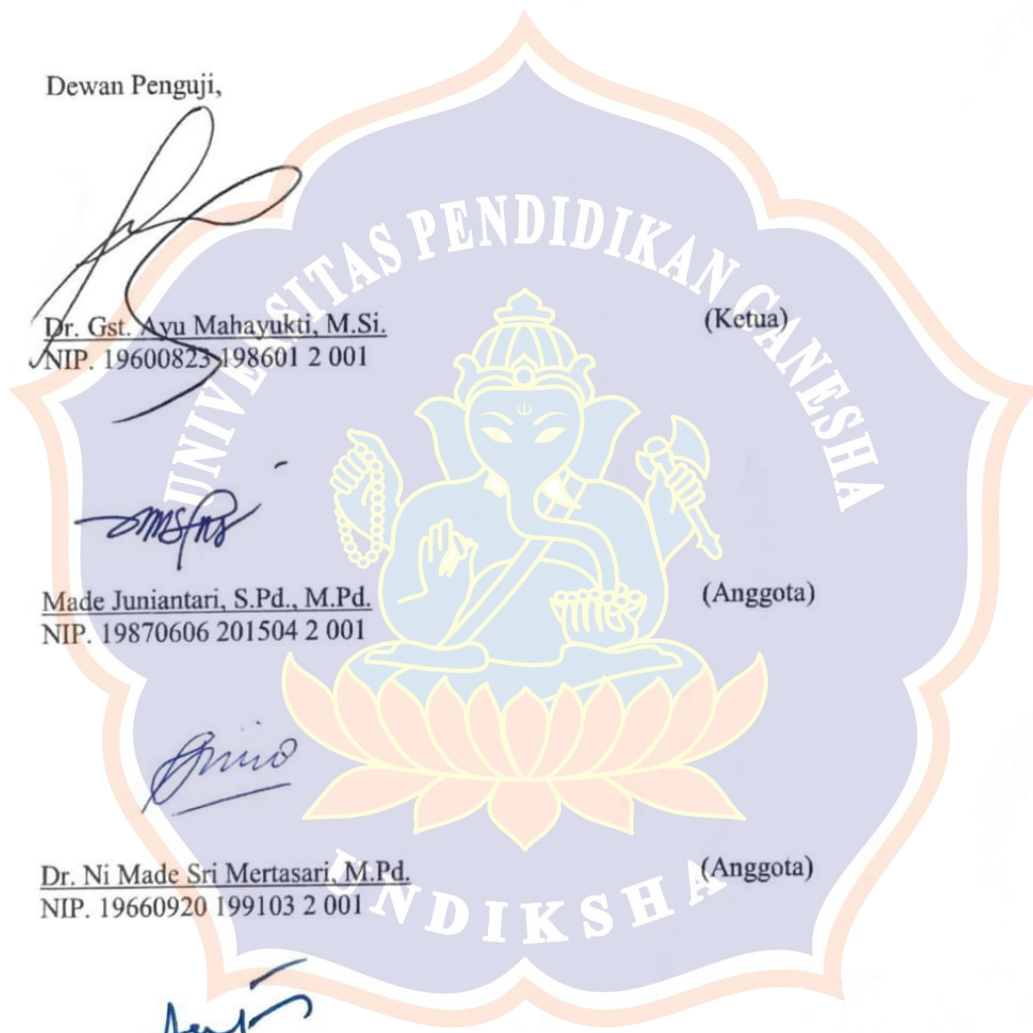 Dewan Penguji,
UNIVERSITAS PENDIDIKAN GANESHA
Dr. Gst. Ayu Mahayukti, M.Si. (Ketua)
NIP. 19600823 198601 2 001
Made Juniantari, S.Pd., M.Pd. (Anggota)
NIP. 19870606 201504 2 001
Dr. Ni Made Sri Mertasari, M.Pd. (Anggota)
NIP. 19660920 199103 2 001
UNDIKSHA